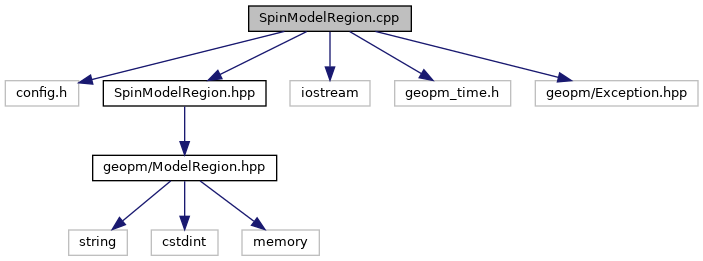 SpinModelRegion.cpp
config.h
SpinModelRegion.hpp
iostream
geopm_time.h
geopm/Exception.hpp
geopm/ModelRegion.hpp
string
cstdint
memory